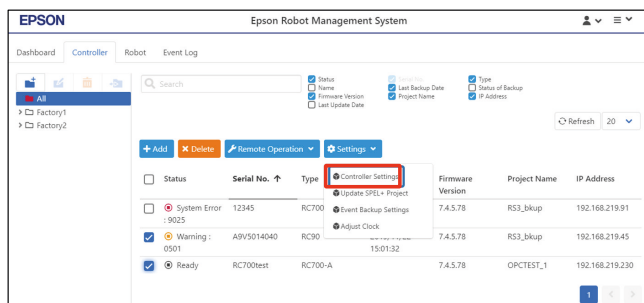 EPSON
Epson Robot Management System
Dashboard Controller Robot Event Log
Search
Status
Name
Firmware Version
Last Update Date
Serial No.
Last Backup Date
Project Name
Type
Status of Backup
IP Address
All
Factory1
Factory2
Refresh 20
Add Delete Remote Operation Settings
Controller Settings
Update SPEL+ Project
Event Backup Settings
Adjust Clock
Status Serial No. Type Firmware Version Project Name IP Address
System Error : 9025 12345 RC700 7.4.5.78 RS3_bkup 192.168.219.91
Warning : 0501 A9V5014040 RC90 15:01:32 7.4.5.78 RS3_bkup 192.168.219.45
Ready RC700test RC700-A 7.4.5.78 OPCTEST_1 192.168.219.230
1